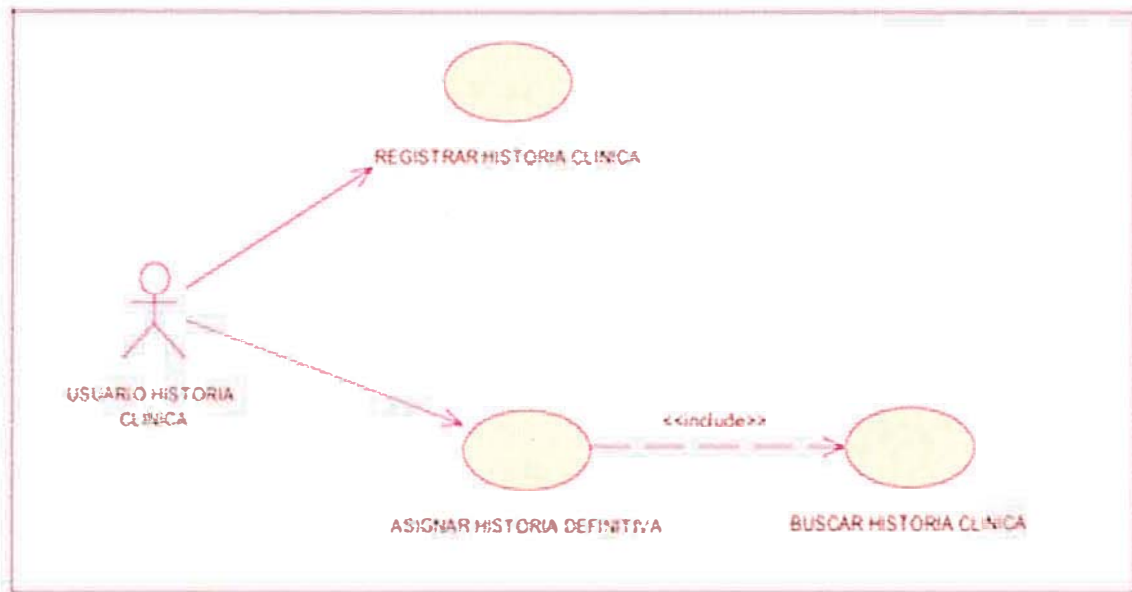 REGISTRAR HISTORIA CLINICA
USUARIO HISTORIA
CLINICA
<<include>>
ASIGNAR HISTORIA DEFINITIVA
BUSCAR HISTORIA CLINICA